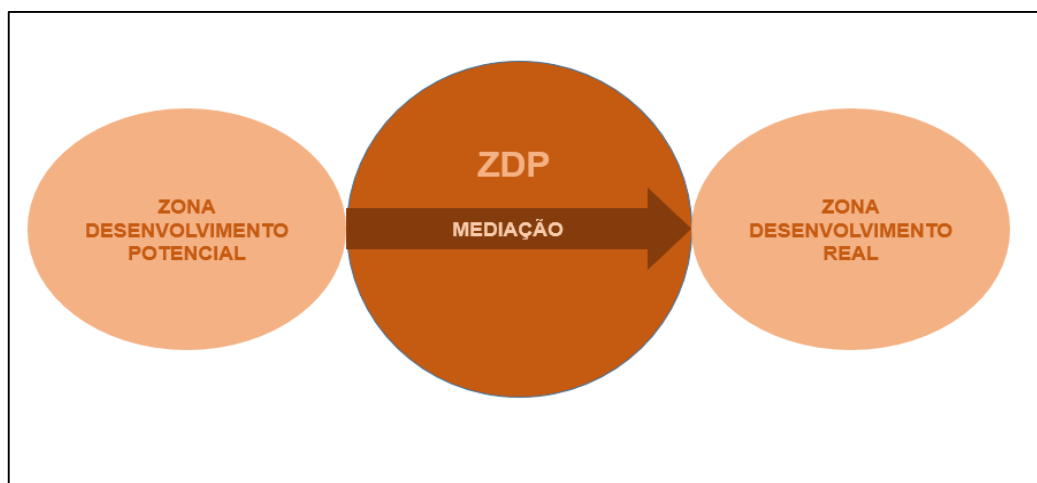 ZONA
DESENVOLVIMENTO
POTENCIAL
ZDP
MEDIAÇÃO
ZONA
DESENVOLVIMENTO
REAL